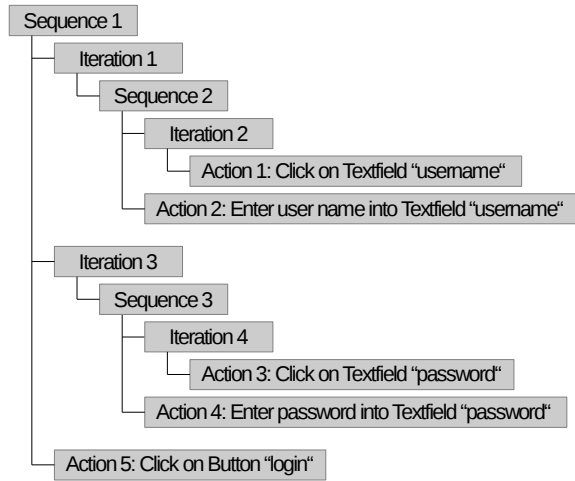 Sequence 1
Iteration 1
Sequence 2
Iteration 2
Action 1: Click on Textfield “username“
Action 2: Enter user name into Textfield “username“
Iteration 3
Sequence 3
Iteration 4
Action 3: Click on Textfield “password“
Action 4: Enter password into Textfield “password“
Action 5: Click on Button “login“